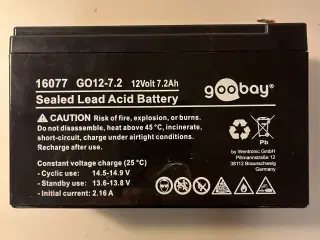 16077 GO12-7.2 12Volt 7.2Ah
Sealed Lead Acid Battery
goobay®
CAUTION Risk of fire, explosion, or burns.
Do not disassemble, heat above 45 °C, incinerate,
short-circuit, charge under airtight conditions.
Recharge after use.
Pb
Constant voltage charge (25 °C)
- Cyclic use: 14.5-14.9 V
- Standby use: 13.6-13.8 V
- Initial current: 2.16 A
by Wentronic GmbH
Pillmannstraße 12
38112 Braunschweig
Germany